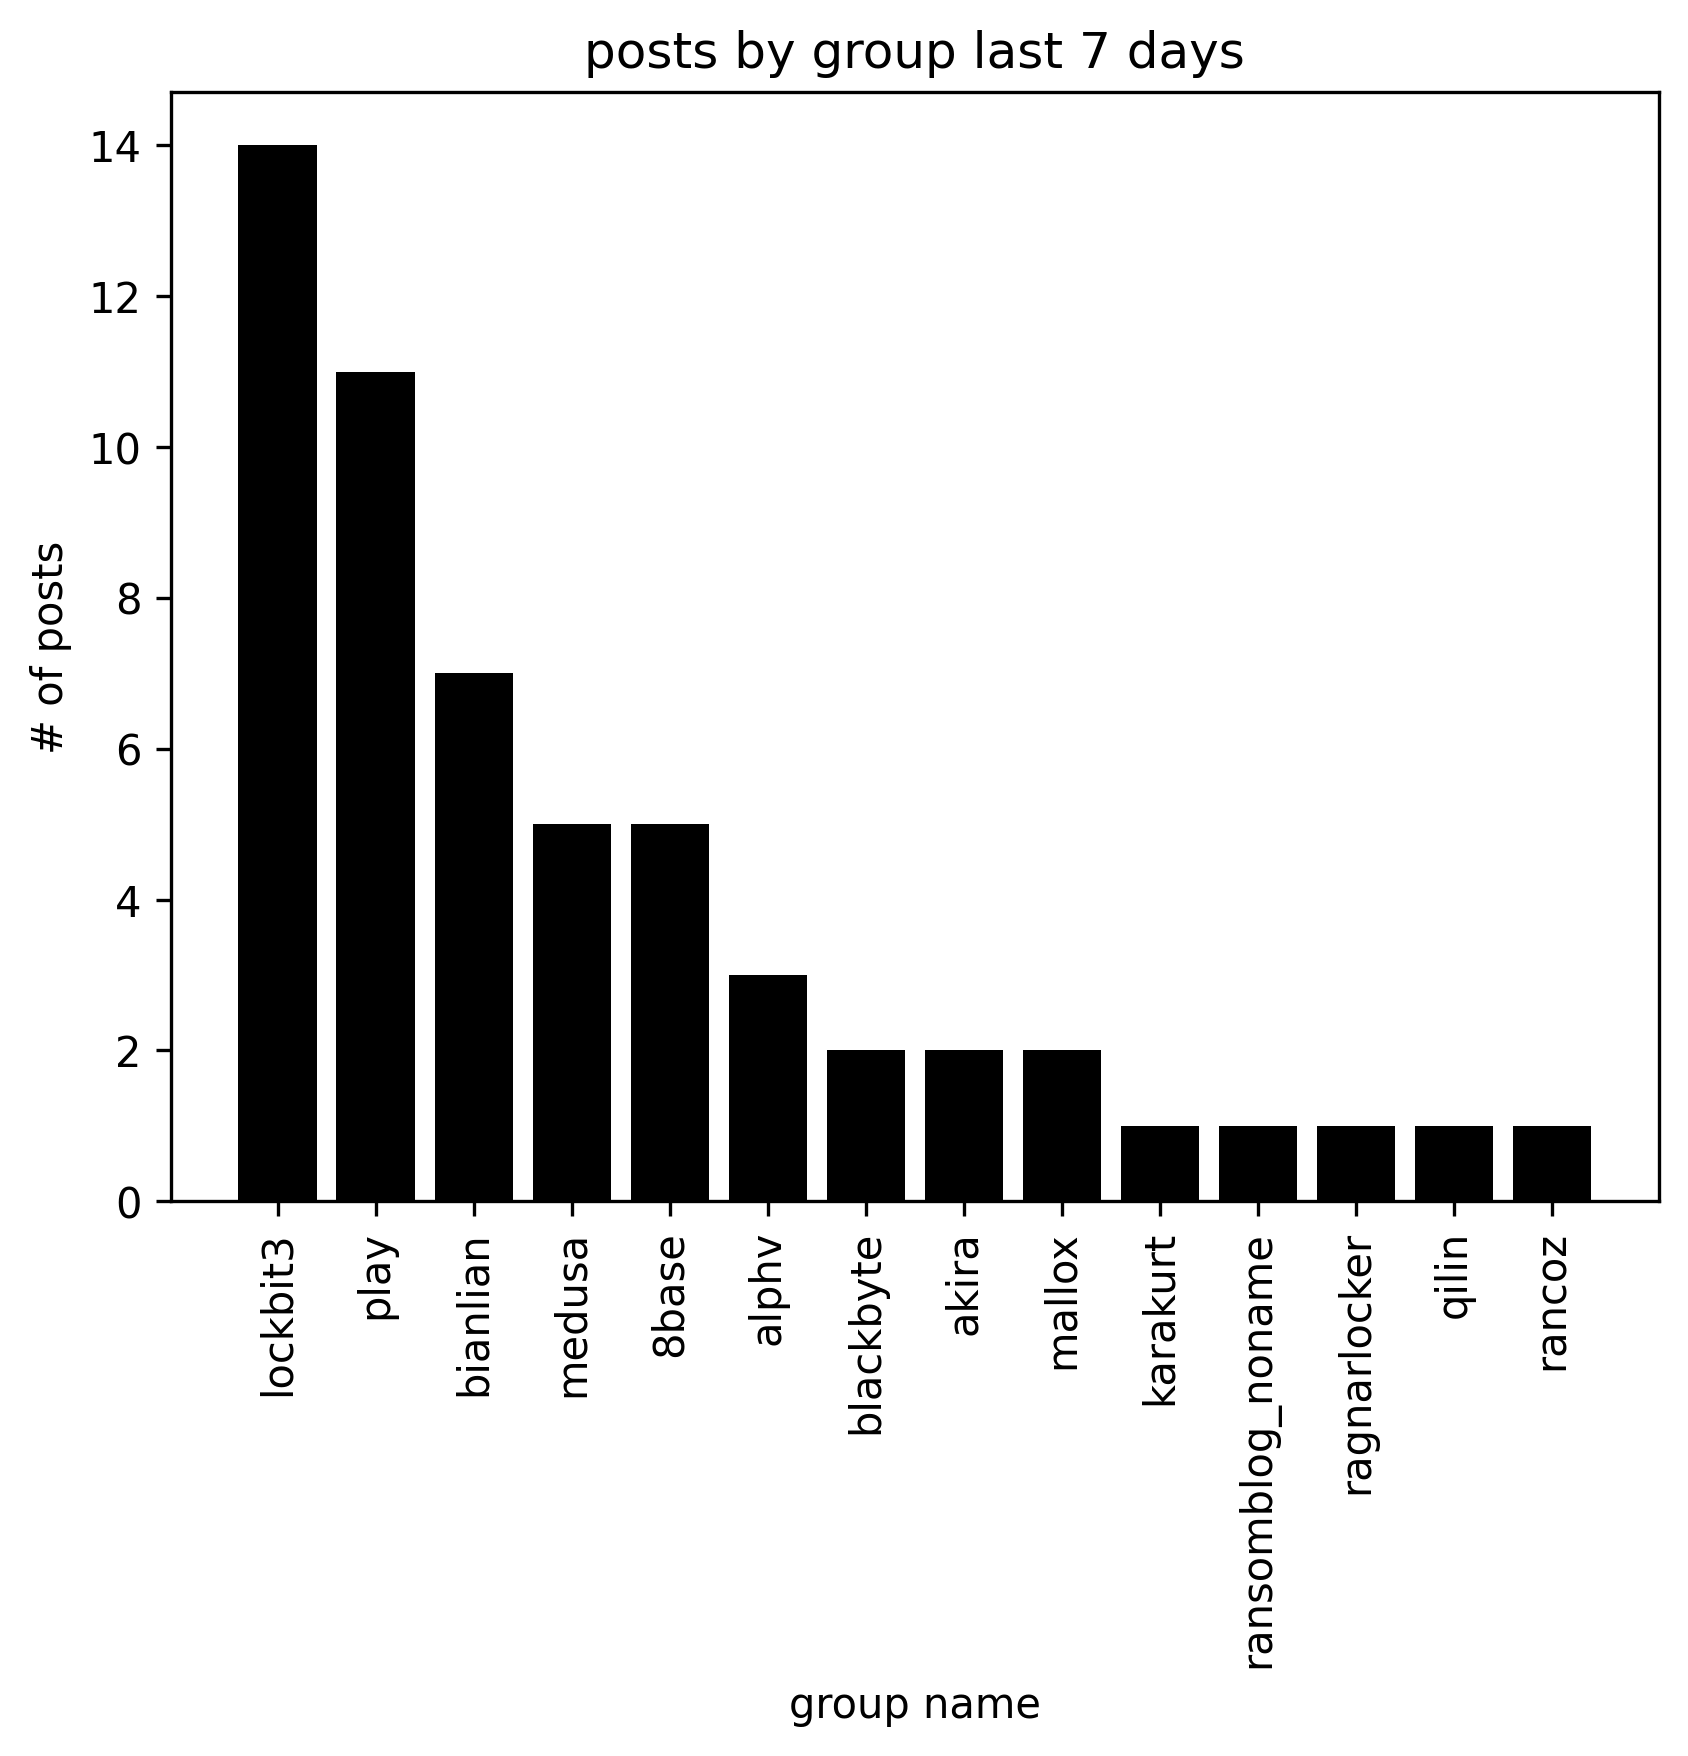 posts by group last 7 days
14
12
10
8
6
4
2
0
# of posts
lockbit3
play
bianlian
medusa
8base
alphv
blackbyte
akira
mallox
karakurt
ransomblog_noname
ragnarlocker
qilin
rancoz
group name